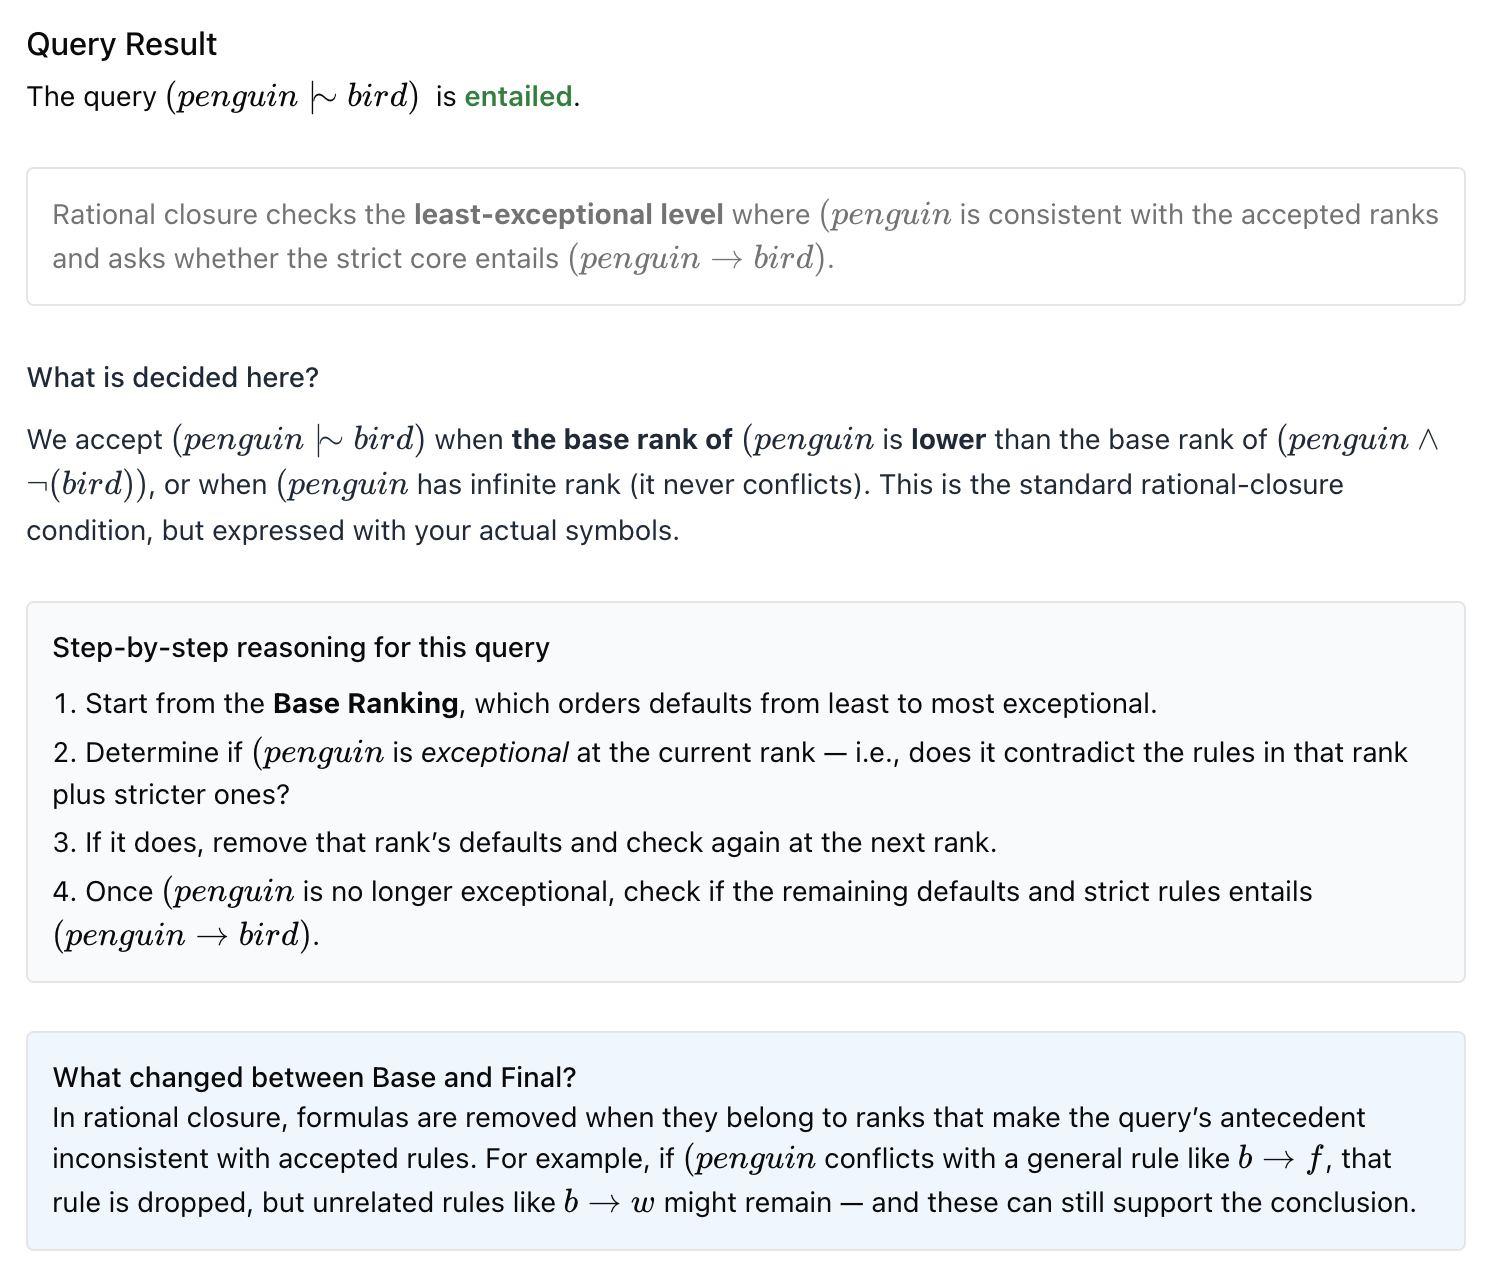 Query Result
The query (penguin |∼ bird) is entailed.
Rational closure checks the least-exceptional level where (penguin is consistent with the accepted ranks
and asks whether the strict core entails (penguin → bird).
What is decided here?
We accept (penguin |∼ bird) when the base rank of (penguin is lower than the base rank of (penguin ∧
¬(bird)), or when (penguin has infinite rank (it never conflicts). This is the standard rational-closure
condition, but expressed with your actual symbols.
Step-by-step reasoning for this query
1. Start from the Base Ranking, which orders defaults from least to most exceptional.
2. Determine if (penguin is exceptional at the current rank — i.e., does it contradict the rules in that rank
plus stricter ones?
3. If it does, remove that rank’s defaults and check again at the next rank.
4. Once (penguin is no longer exceptional, check if the remaining defaults and strict rules entails
(penguin → bird).
What changed between Base and Final?
In rational closure, formulas are removed when they belong to ranks that make the query’s antecedent
inconsistent with accepted rules. For example, if (penguin conflicts with a general rule like b → f, that
rule is dropped, but unrelated rules like b → w might remain — and these can still support the conclusion.